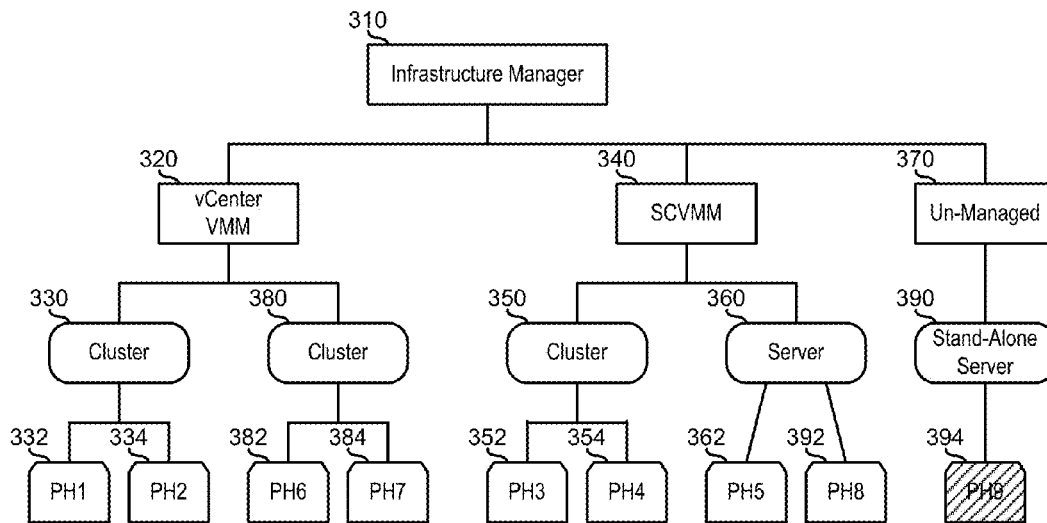 310
Infrastructure Manager
320
340
370
vCenter
VMM
SCVMM
Un-Managed
330
380
350
360
390
Cluster
Cluster
Cluster
Server
Stand-Alone
Server
332
334
382
384
352
354
362
392
394
PH1
PH2
PH6
PH7
PH3
PH4
PH5
PH8
PH9